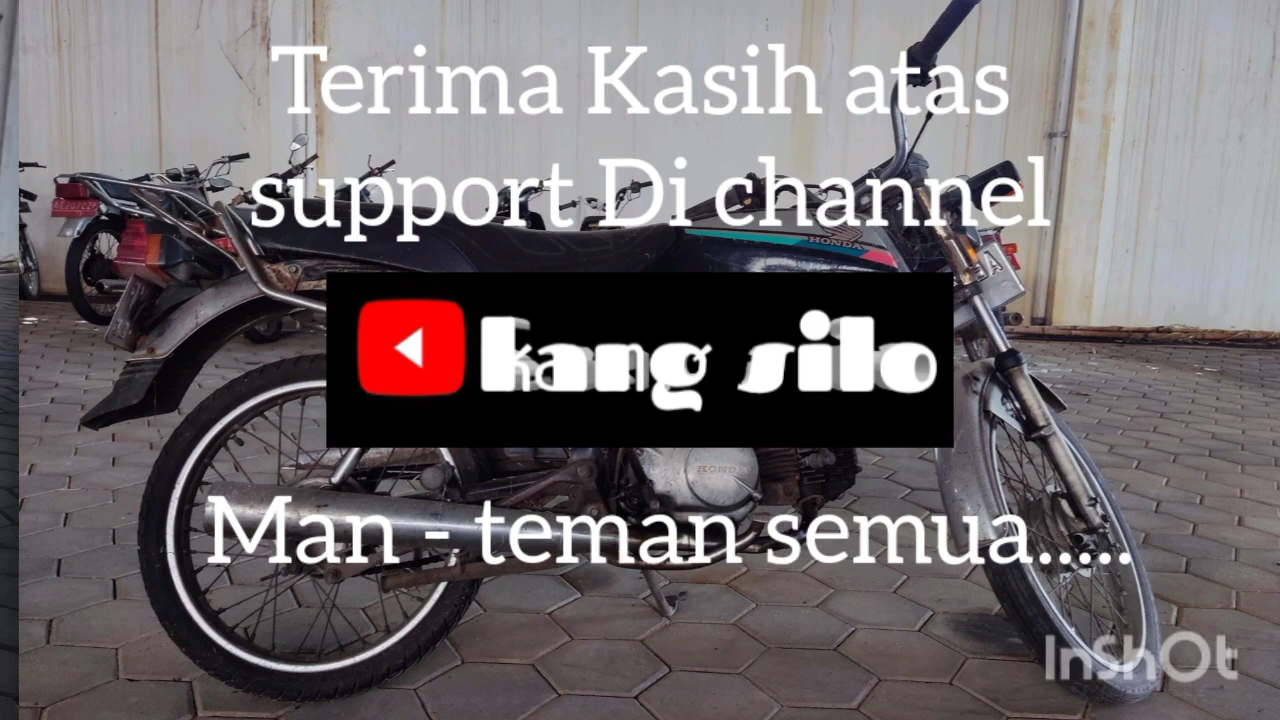 Terima Kasih atas
support Di channel
HONDA
kang silo
HONDA
Man - teman semua.....
InShOt